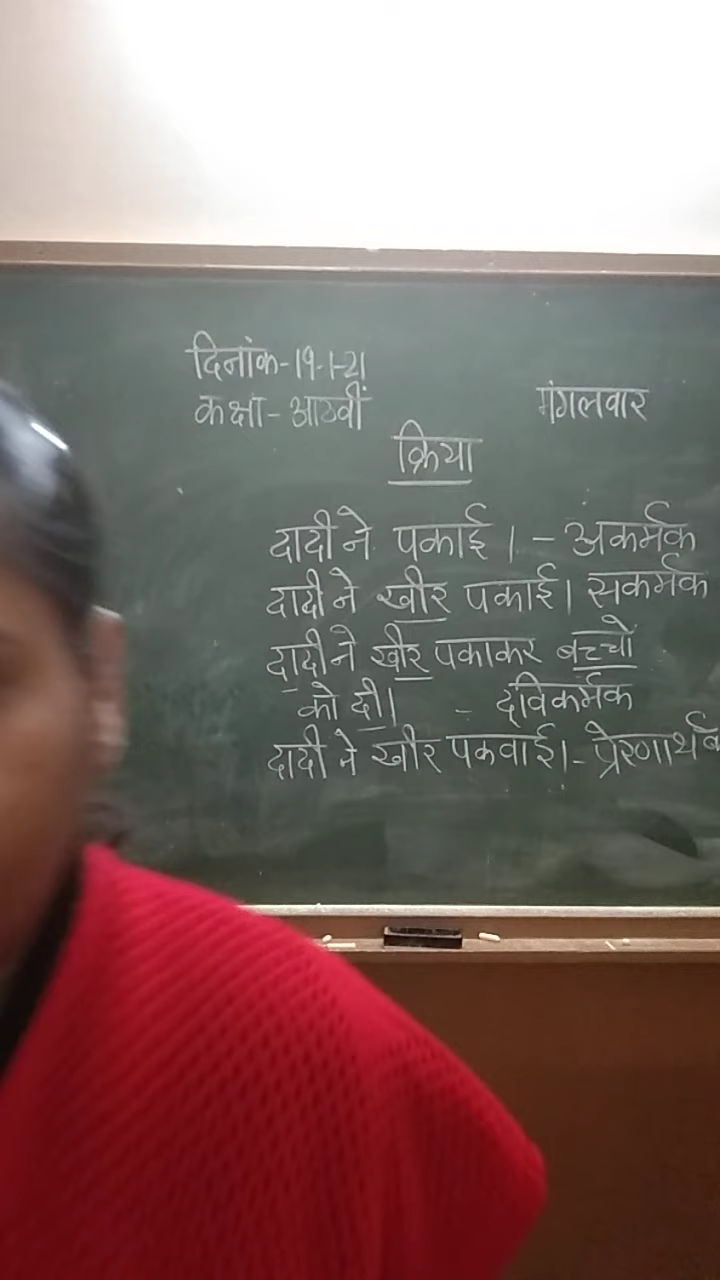 दिनांक-19-1-21
कक्षा-आठवीं
मंगलवार
क्रिया
दादी ने पकाई। - अकर्मक
दादी ने खीर पकाई। सकर्मक
दादी ने खीर पकाकर बच्चों
को दी। - द्विकर्मक
दादी ने खीर पकवाई।- प्रेरणार्थक